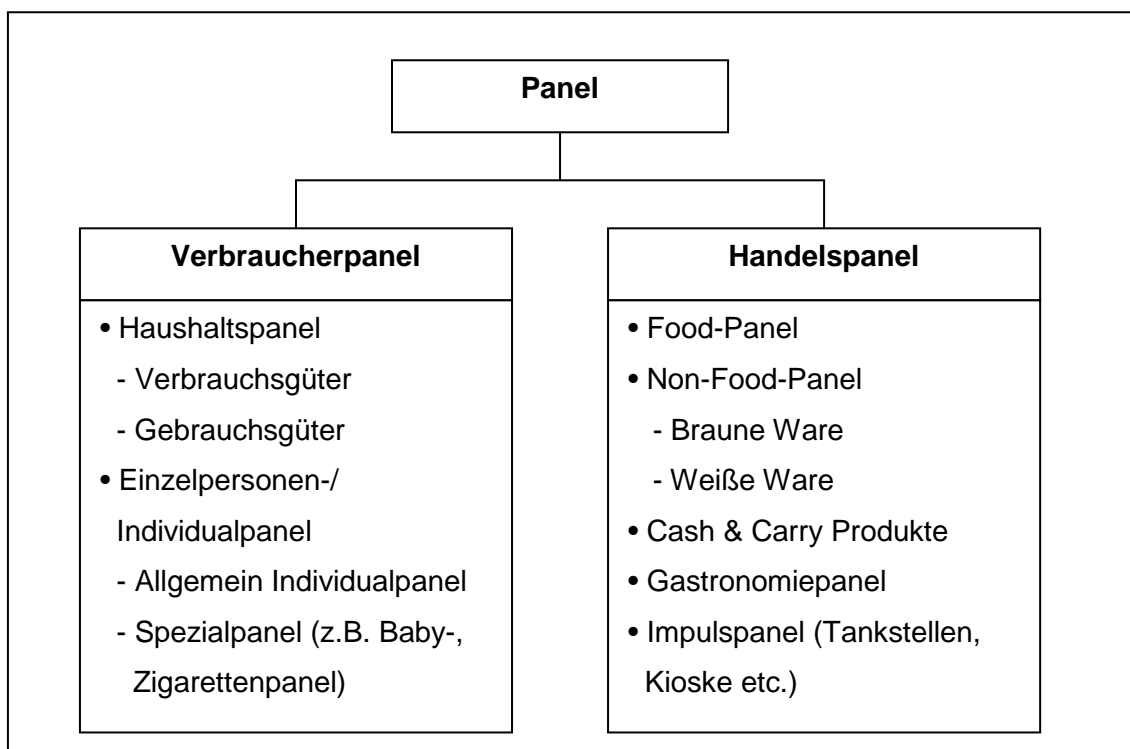 Panel
Verbraucherpanel
• Haushaltspanel
- Verbrauchsgüter
- Gebrauchsgüter
• Einzelpersonen-/
Individualpanel
- Allgemein Individualpanel
- Spezialpanel (z.B. Baby-,
Zigarettenpanel)
Handelspanel
• Food-Panel
• Non-Food-Panel
- Braune Ware
- Weiße Ware
• Cash & Carry Produkte
• Gastronomiepanel
• Impulspanel (Tankstellen,
Kioske etc.)